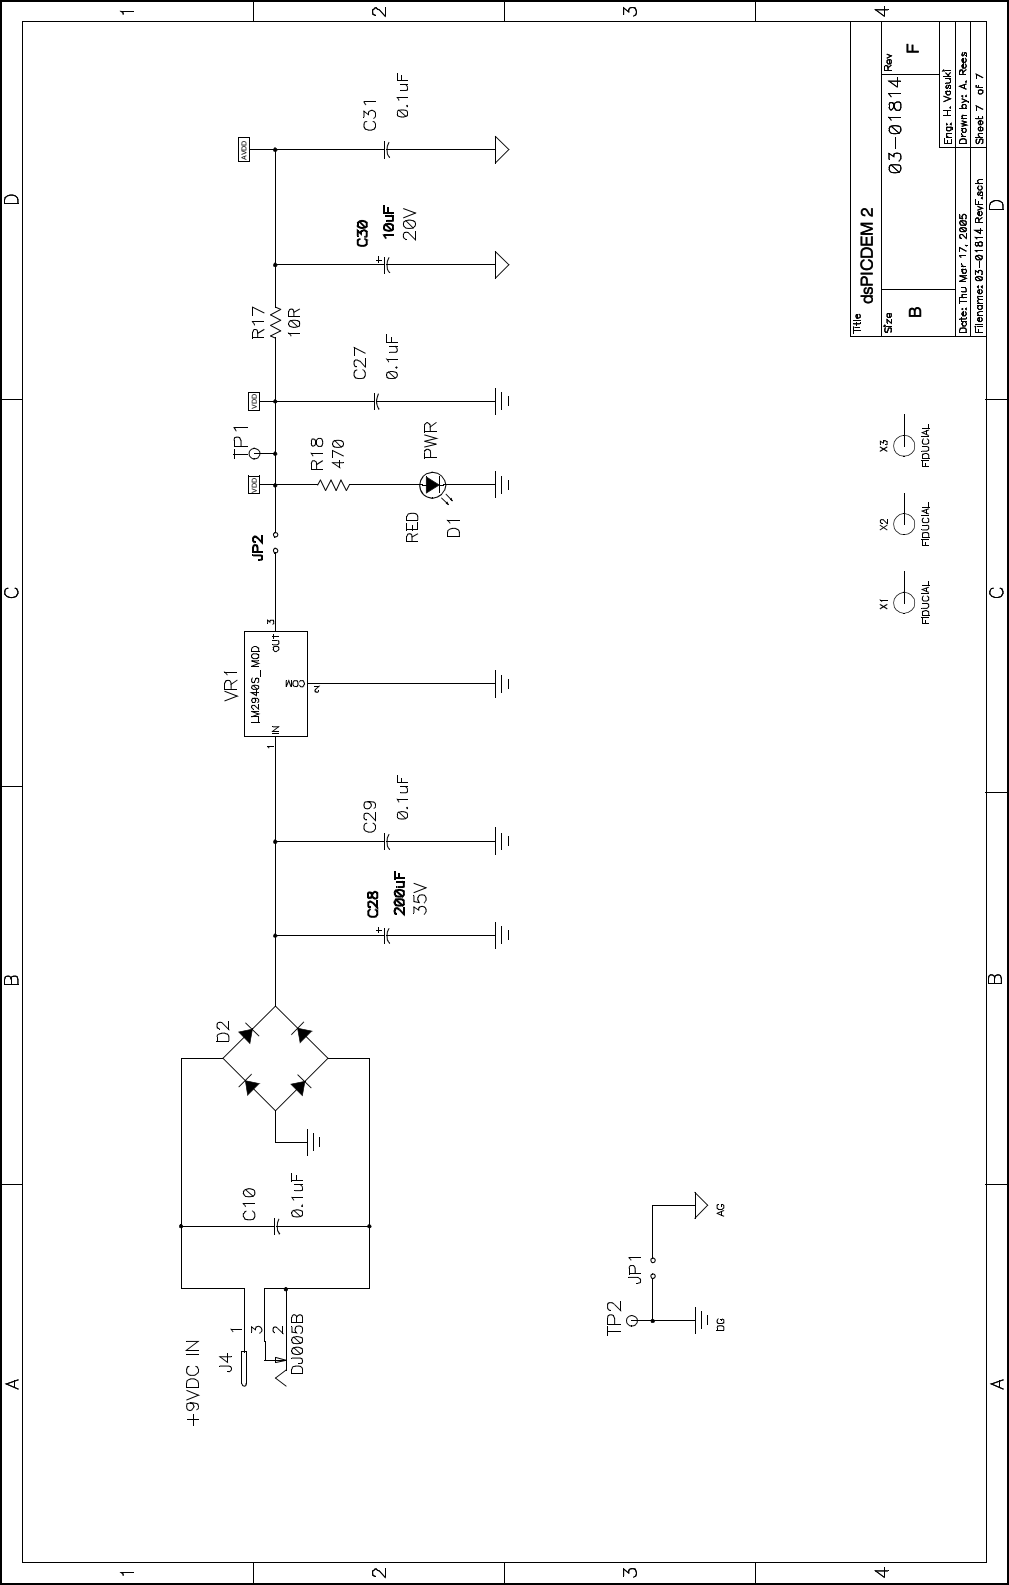 A
B
C
D
1
2
3
4
+9VDC IN
J4
1
3
2
DJ005B
C10
0.1uF
D2
C28
200uF
35V
C29
0.1uF
VR1
LM2940S_MOD
1
IN
COM
2
OUT
3
JP2
VDD
TP1
VDD
R18
470
RED
PWR
D1
C27
0.1uF
R17
10R
C30
10uF
20V
AVDD
C31
0.1uF
TP2
JP1
DG
AG
X1
FIDUCIAL
X2
FIDUCIAL
X3
FIDUCIAL
Title
dsPICDEM 2
Size
B
03-01814
Rev
F
Eng: H. Vasuki
Date: Thu Mar 17, 2005
Drawn by: A. Rees
Filename: 03-01814 RevF.sch
Sheet 7 of 7
1
2
3
4
A
B
C
D